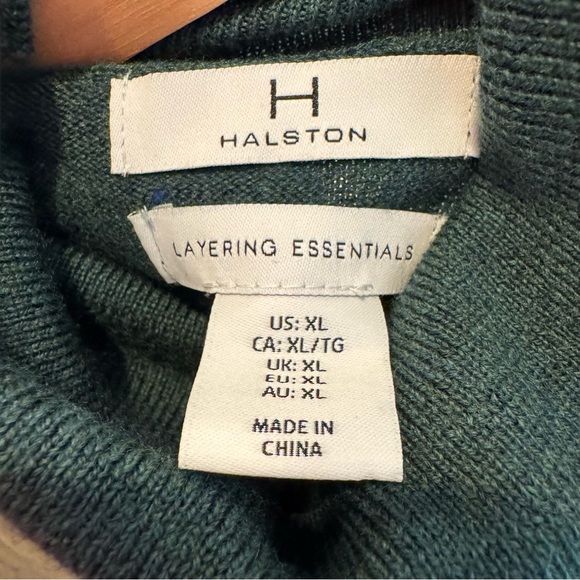 H
HALSTON
LAYERING ESSENTIALS
US: XL
CA: XL/TG
UK: XL
EU: XL
AU: XL
MADE IN
CHINA